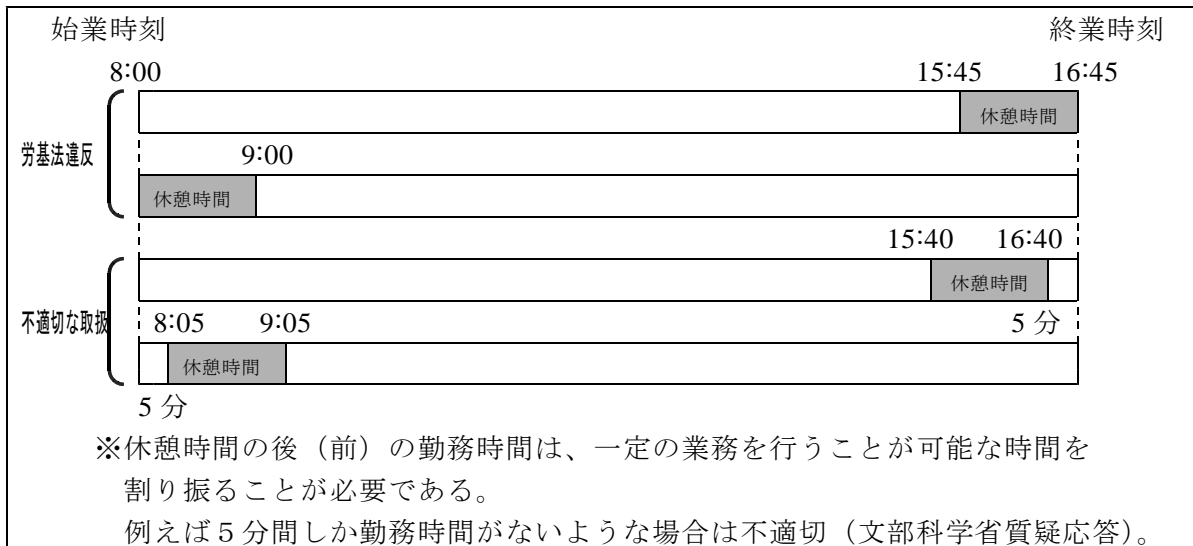 始業時刻 終業時刻
8:00 15:45 16:45
休憩時間
労基法違反 9:00
休憩時間
15:40 16:40
休憩時間
不適切な取扱 8:05 9:05 5分
休憩時間
5分
※休憩時間の後（前）の勤務時間は、一定の業務を行うことが可能な時間を
割り振ることが必要である。
例えば５分間しか勤務時間がないような場合は不適切（文部科学省質疑応答）。